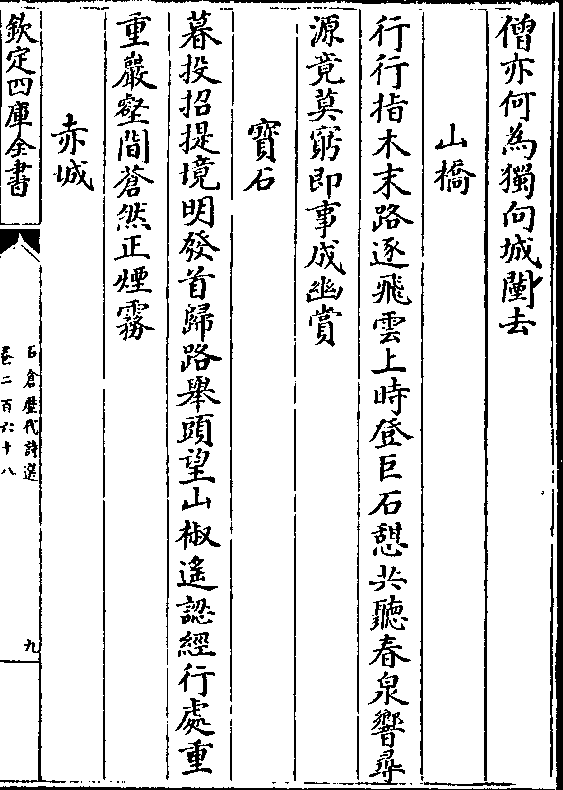 僧亦何為獨向城闉去
山橋
行行指木末路逐飛雲上時登巨石憇共聽春泉響尋
源竟莫窮即事成幽賞
寳石
暮投招提境明發首歸路舉頭望山椒遙認經行處重
重巖壑間蒼然正煙霧
赤城
欽定四庫全書
石倉歴代詩選
卷二百六十八
九